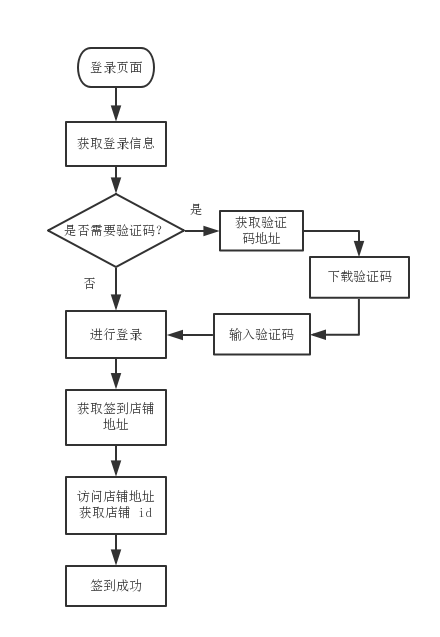 登录页面
获取登录信息
是否需要验证码?
是
获取验证
码地址
下载验证码
输入验证码
否
进行登录
获取签到店铺
地址
访问店铺地址
获取店铺 id
签到成功